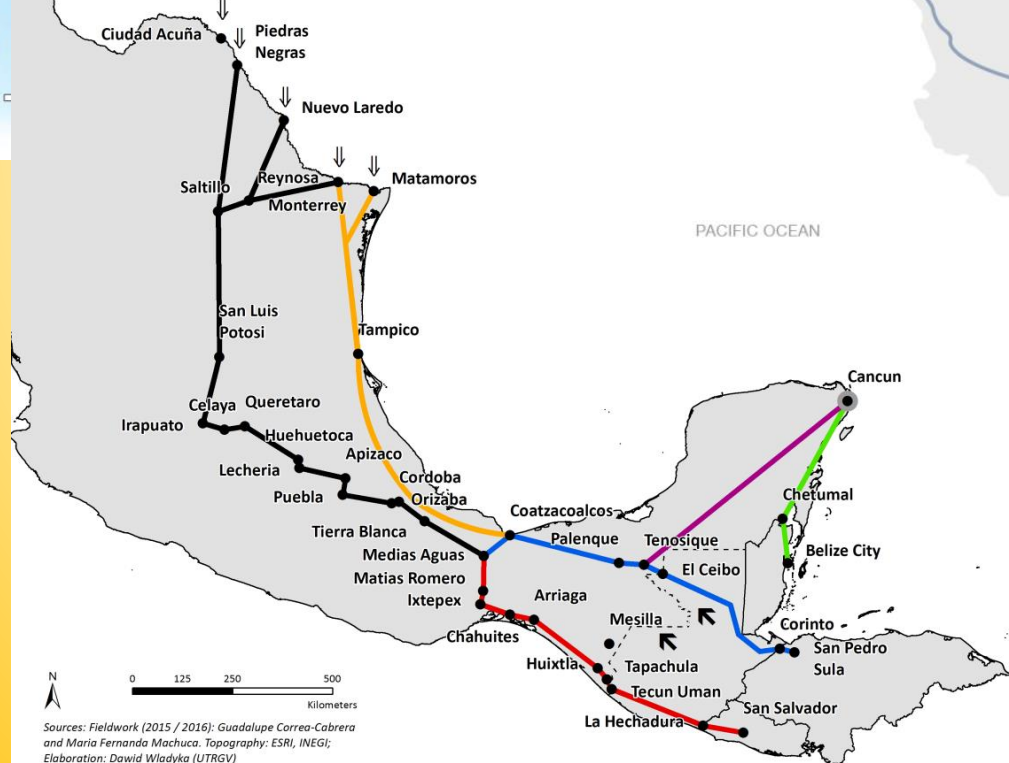 Ciudad Acuña
Piedras
Negras
Nuevo Laredo
Reynosa
Matamoros
Saltillo
Monterrey
PACIFIC OCEAN
San Luis
Potosi
Tampico
Cancun
Celaya
Queretaro
Irapuato
Huehuetoca
Apizaco
Lecheria
Cordoba
Puebla
Orizaba
Chetumal
Coatzacoalcos
Tierra Blanca
Palenque
Tenosique
Belize City
Medias Aguas
El Ceibo
Matias Romero
Arriaga
Ixtepex
Mesilla
Corinto
Chahuites
San Pedro
Sula
Huixtla
Tapachula
Tecun Uman
San Salvador
La Hechadura
N
0 125 250 500
Kilometers
Sources: Fieldwork (2015 / 2016): Guadalupe Correa-Cabrera
and Maria Fernanda Machuca. Topography: ESRI, INEGI;
Elaboration: Dawid Wladyka (UTRGV)